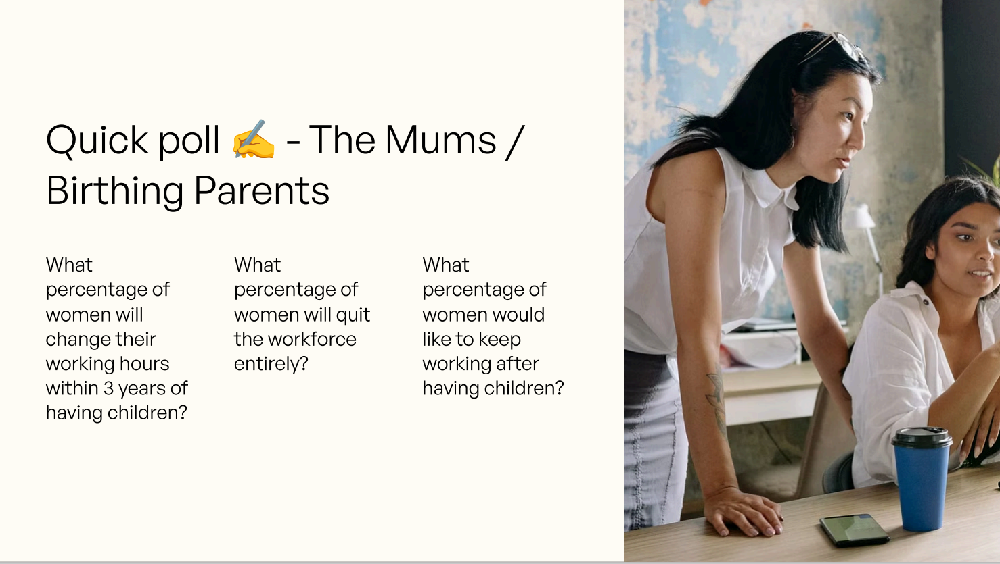 Quick poll ✍️ - The Mums /
Birthing Parents
What
percentage of
women will
change their
working hours
within 3 years of
having children?
What
percentage of
women will quit
the workforce
entirely?
What
percentage of
women would
like to keep
working after
having children?